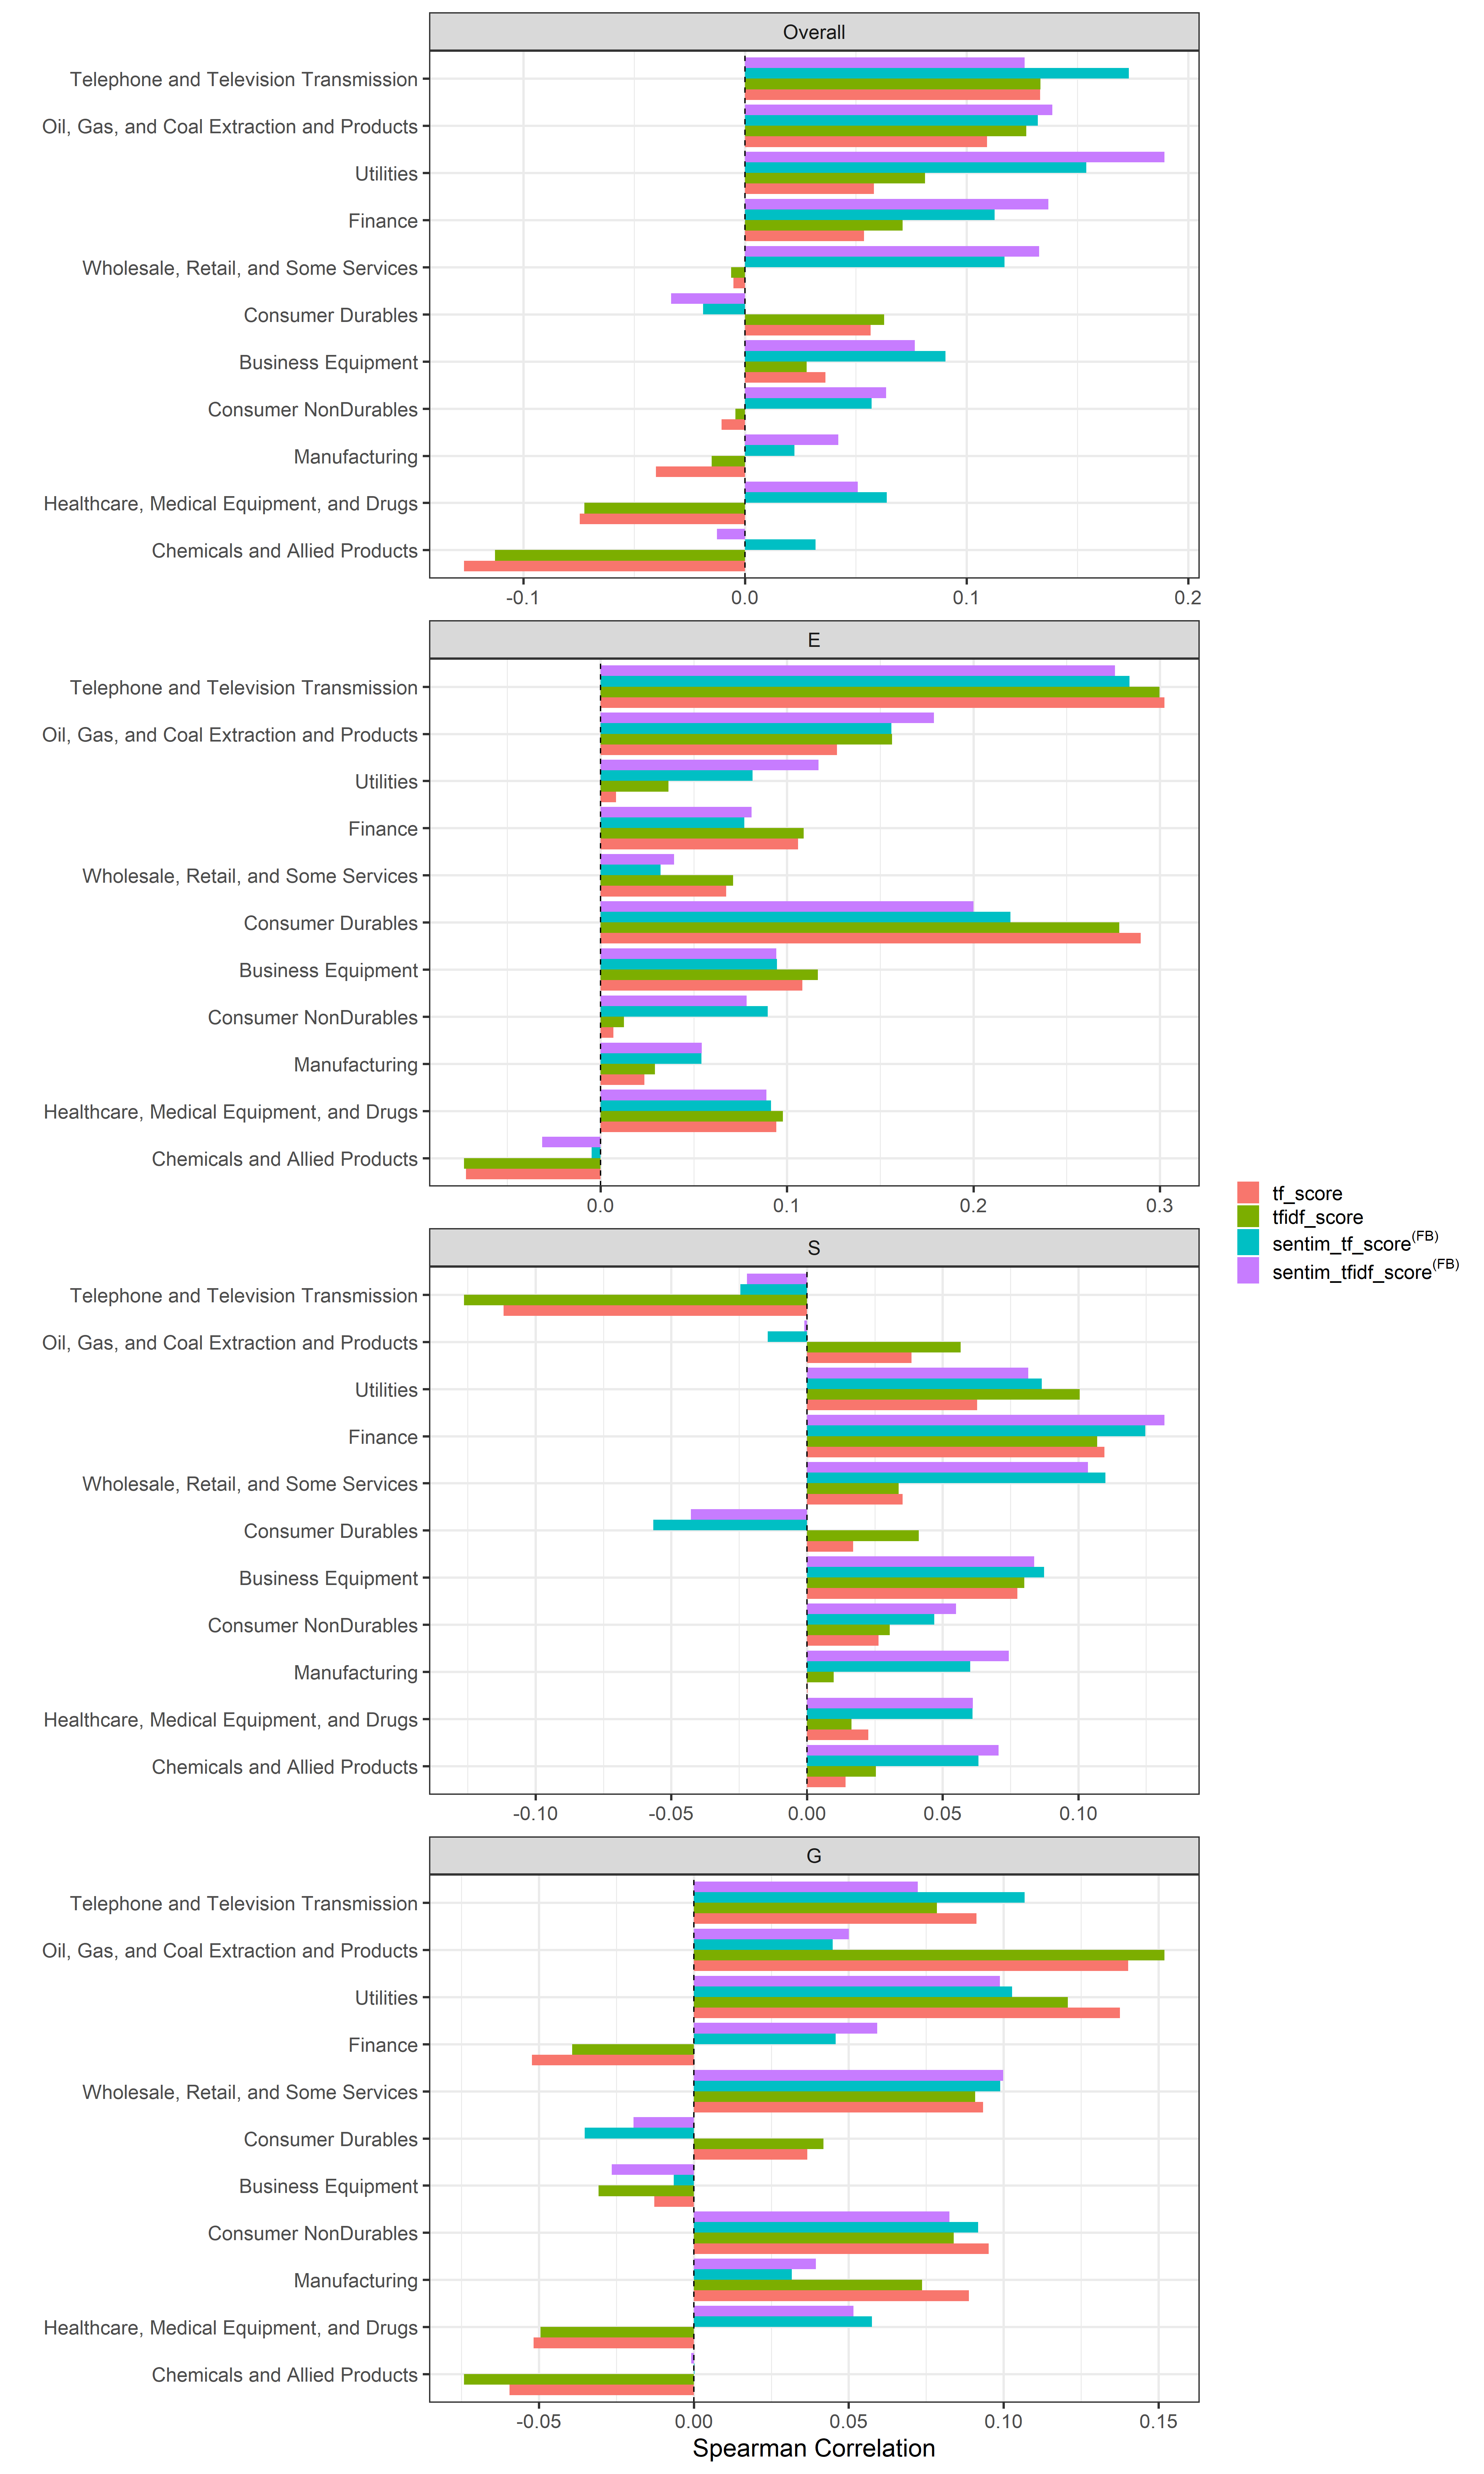 Overall
Telephone and Television Transmission
Oil, Gas, and Coal Extraction and Products
Utilities
Finance
Wholesale, Retail, and Some Services
Consumer Durables
Business Equipment
Consumer NonDurables
Manufacturing
Healthcare, Medical Equipment, and Drugs
Chemicals and Allied Products
-0.1 0.0 0.1 0.2
E
Telephone and Television Transmission
Oil, Gas, and Coal Extraction and Products
Utilities
Finance
Wholesale, Retail, and Some Services
Consumer Durables
Business Equipment
Consumer NonDurables
Manufacturing
Healthcare, Medical Equipment, and Drugs
Chemicals and Allied Products
0.0 0.1 0.2 0.3
tf_score
tfidf_score
sentim_tf_score(FB)
sentim_tfidf_score(FB)
S
Telephone and Television Transmission
Oil, Gas, and Coal Extraction and Products
Utilities
Finance
Wholesale, Retail, and Some Services
Consumer Durables
Business Equipment
Consumer NonDurables
Manufacturing
Healthcare, Medical Equipment, and Drugs
Chemicals and Allied Products
-0.10 -0.05 0.00 0.05 0.10
G
Telephone and Television Transmission
Oil, Gas, and Coal Extraction and Products
Utilities
Finance
Wholesale, Retail, and Some Services
Consumer Durables
Business Equipment
Consumer NonDurables
Manufacturing
Healthcare, Medical Equipment, and Drugs
Chemicals and Allied Products
-0.05 0.00 0.05 0.10 0.15
Spearman Correlation